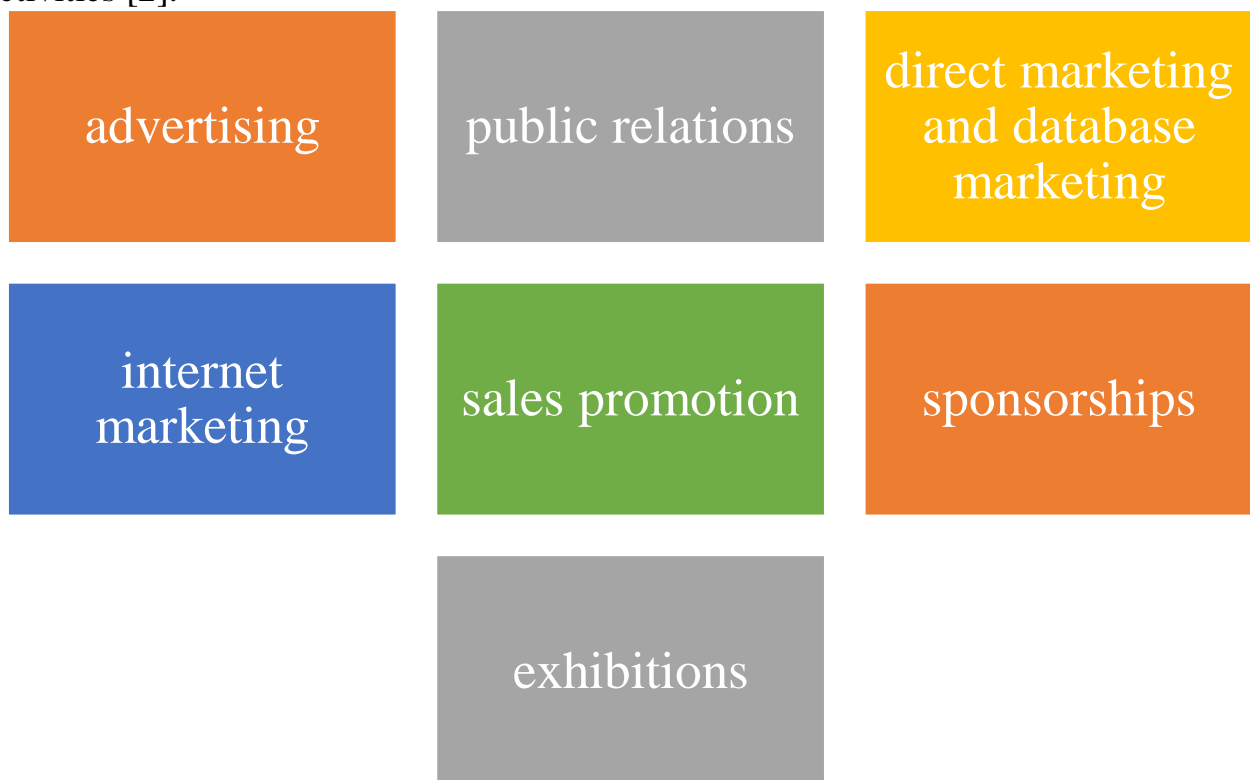 advertising
public relations
direct marketing
and database
marketing
internet
marketing
sales promotion
sponsorships
exhibitions